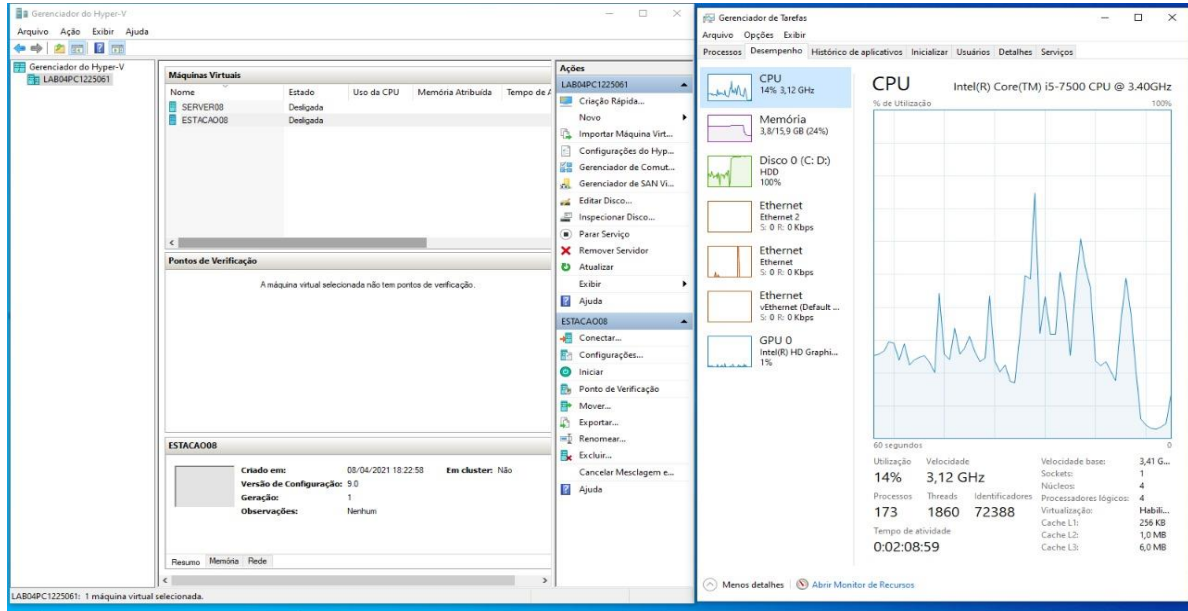 Gerenciador do Hyper-V
Arquivo Ação Exibir Ajuda
Gerenciador do Hyper-V
LAB04PC1225061
Máquinas Virtuais
Nome Estado Uso da CPU Memória Atribuída Tempo de A
SERVER08 Desligada
ESTACAO08 Desligada
Pontos de Verificação
A máquina virtual selecionada não tem pontos de verificação.
ESTACAO08
Criado em: 08/04/2021 18:22:58 Em cluster: Não
Versão de Configuração: 9.0
Geração: 1
Observações: Nenhum
Resumo Memória Rede
LAB04PC1225061: 1 máquina virtual selecionada.
Ações
LAB04PC1225061
Criação Rápida...
Novo
Importar Máquina Virt...
Configurações do Hyp...
Gerenciador de Comut...
Gerenciador de SAN Vi...
Editar Disco...
Inspecionar Disco...
Parar Serviço
Remover Servidor
Atualizar
Exibir
Ajuda
ESTACAO08
Conectar...
Configurações...
Iniciar
Ponto de Verificação
Mover...
Exportar...
Renomear...
Excluir...
Cancelar Mesclagem e...
Ajuda
Gerenciador de Tarefas
Arquivo Opções Exibir
Processos Desempenho Histórico de aplicativos Inicializar Usuários Detalhes Serviços
CPU
14% 3,12 GHz
Memória
3,8/15,9 GB (24%)
Disco 0 (C: D:)
HDD
100%
Ethernet
Ethernet 2
S: 0 R: 0 Kbps
Ethernet
Ethernet
S: 0 R: 0 Kbps
Ethernet
vEthernet (Default ...
S: 0 R: 0 Kbps
GPU 0
Intel(R) HD Graphi...
1%
CPU Intel(R) Core(TM) i5-7500 CPU @ 3.40GHz
% de Utilização 100%
60 segundos 0
Utilização Velocidade
14% 3,12 GHz
Processos Threads Identificadores
173 1860 72388
Tempo de atividade
0:02:08:59
Velocidade base: 3,41 G...
Sockets: 1
Núcleos: 4
Processadores lógicos: 4
Virtualização: Habili...
Cache L1: 256 KB
Cache L2: 1,0 MB
Cache L3: 6,0 MB
Menos detalhes Abrir Monitor de Recursos